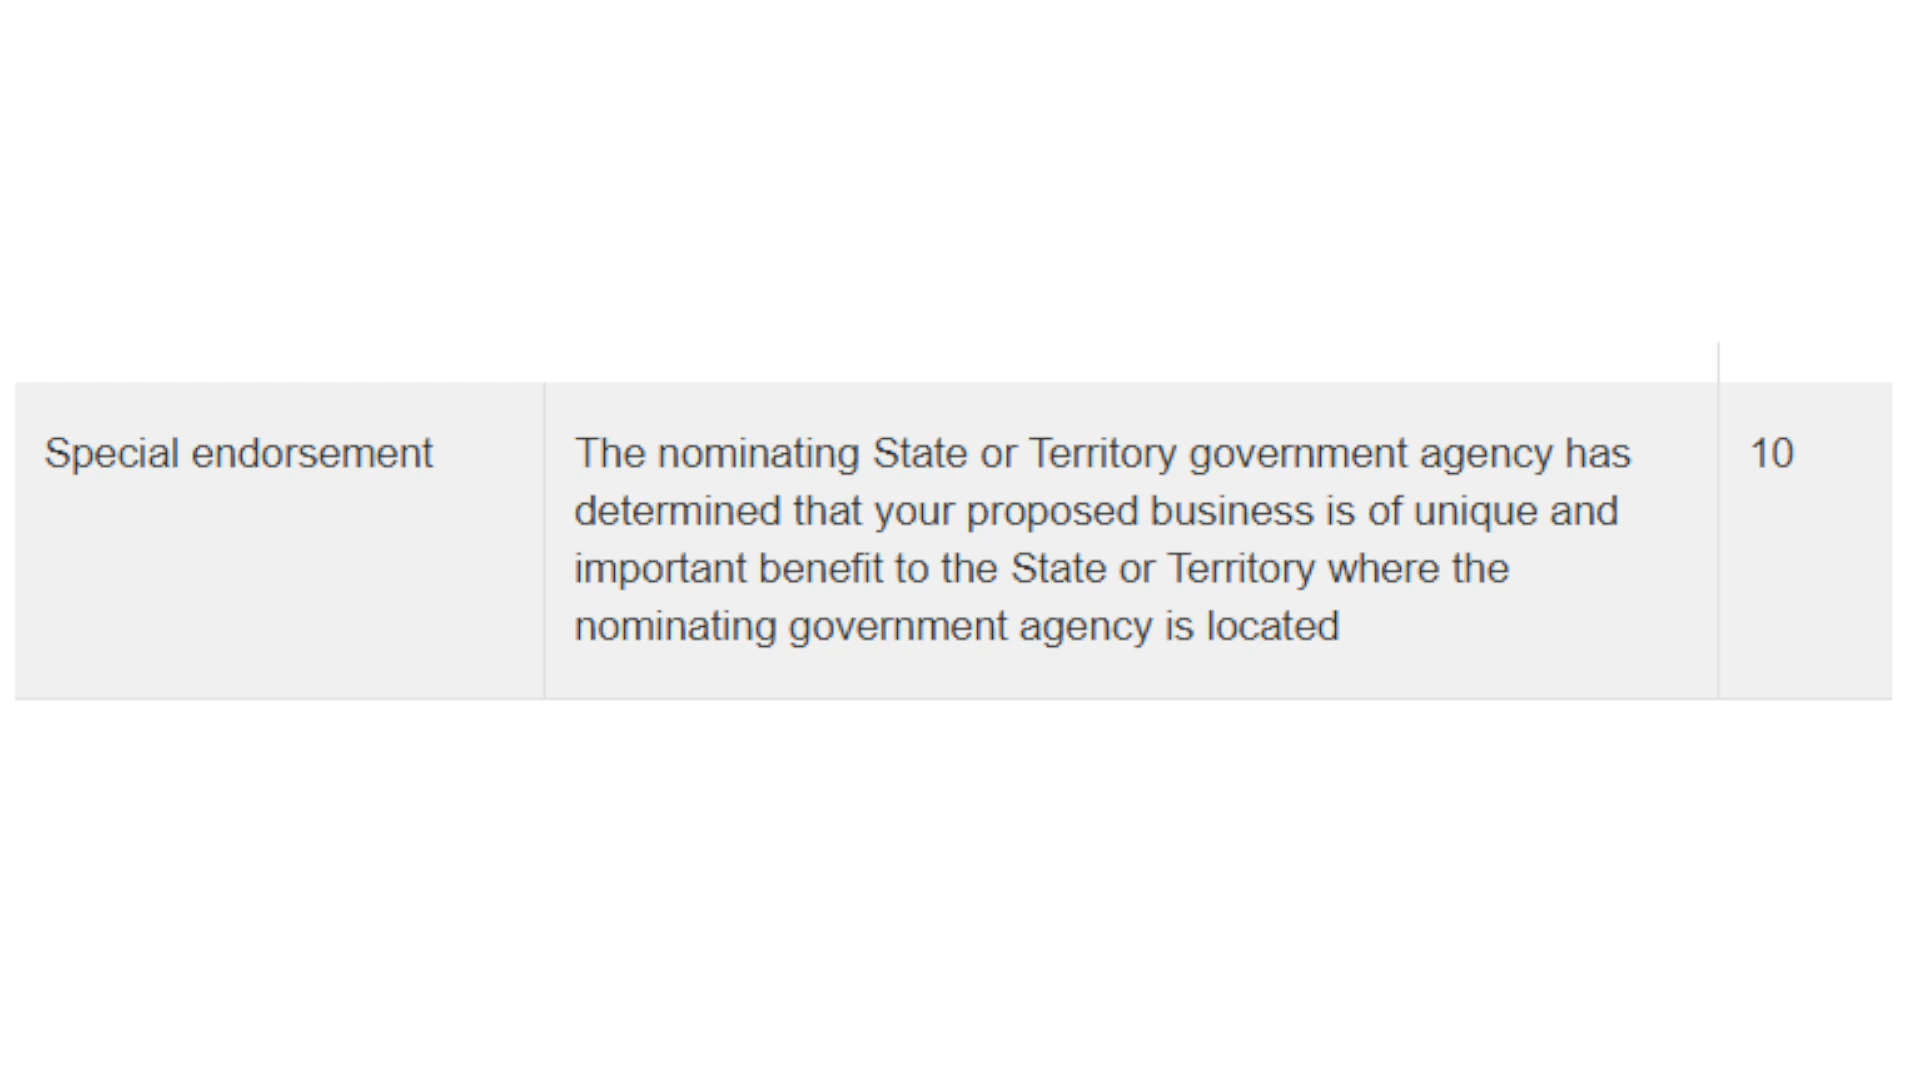 Special endorsement
The nominating State or Territory government agency has
determined that your proposed business is of unique and
important benefit to the State or Territory where the
nominating government agency is located
10